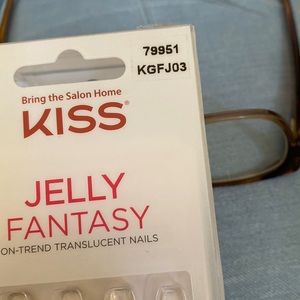 79951
KGFJ03
Bring the Salon Home
KISS
JELLY
FANTASY
ON-TREND TRANSLUCENT NAILS